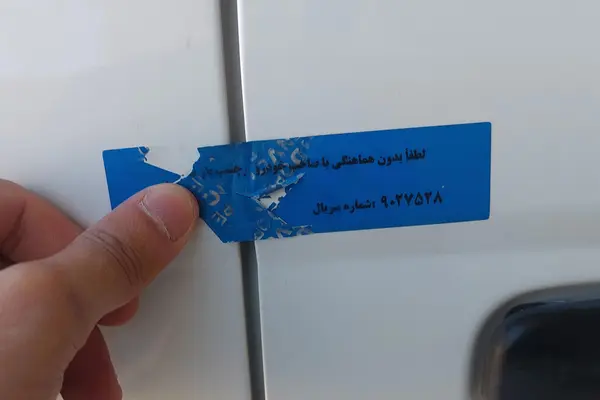 لطفاً بدون هماهنگی با صاحب خودرو
شماره سریال: ۹۰۲۷۵۲۸